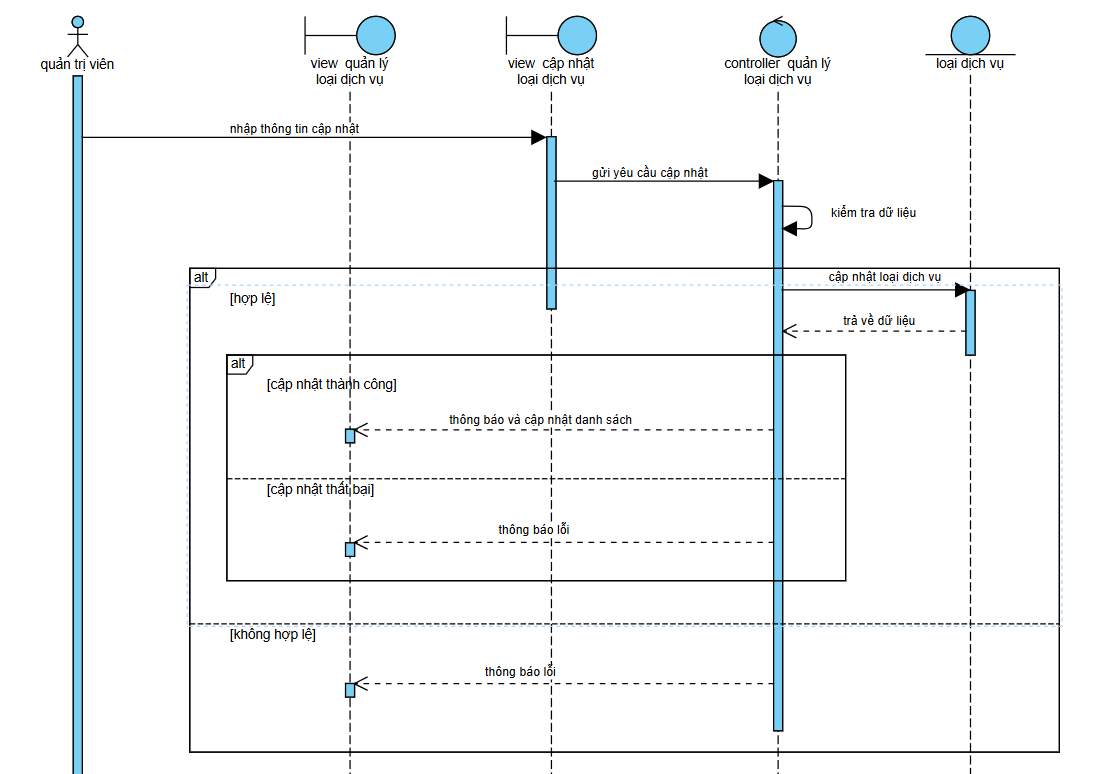 quản trị viên
view quản lý
loại dịch vụ
view cập nhật
loại dịch vụ
controller quản lý
loại dịch vụ
loại dịch vụ
nhập thông tin cập nhật
gửi yêu cầu cập nhật
kiểm tra dữ liệu
alt
cập nhật loại dịch vụ
[hợp lệ]
trả về dữ liệu
alt
[cập nhật thành công]
thông báo và cập nhật danh sách
[cập nhật thất bại]
thông báo lỗi
[không hợp lệ]
thông báo lỗi